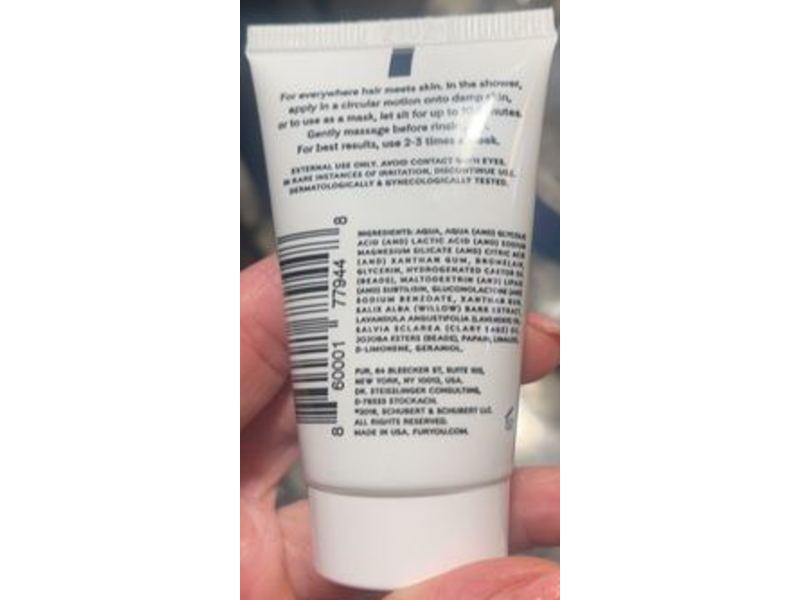 For everywhere hair meets skin. In the shower,
apply in a circular motion onto damp skin,
or to use as a mask, let sit for up to 10 minutes.
Gently massage before rinsing
For best results, use 2-3 times a week.
EXTERNAL USE ONLY. AVOID CONTACT WITH EYES.
IN RARE INSTANCES OF IRRITATION, DISCONTINUE USE.
DERMATOLOGICALLY & GYNECOLOGICALLY TESTED.
INGREDIENTS: AQUA, AQUA (AND) GLYCOLIC
ACID (AND) LACTIC ACID (AND) SODIUM
MAGNESIUM SILICATE (AND) CITRIC ACID
(AND) XANTHAN GUM, BROMELAIN,
GLYCERIN, HYDROGENATED CASTOR OIL
(BEADS), MALTODEXTRIN (AND) LIPASE
(AND) SUBTILISIN, GLUCONOLACTONE (AND)
SODIUM BENZOATE, XANTHAN GUM,
SALIX ALBA (WILLOW) BARK EXTRACT,
LAVANDULA ANGUSTIFOLIA (LAVENDER) OIL,
SALVIA SCLAREA (CLARY SAGE) OIL,
JOJOBA ESTERS (BEADS), PAPAIN, LINALOOL,
D-LIMONENE, GERANIOL.
FUR, 84 BLEECKER ST, SUITE
NEW YORK, NY 10012, USA.
DR. STEISSLINGER CONSULTING,
D-78333 STOCKACH.
©2018, SCHUBERT & SCHUBERT LLC.
ALL RIGHTS RESERVED.
MADE IN USA, FURYOU.COM.
8 60001 77944 8